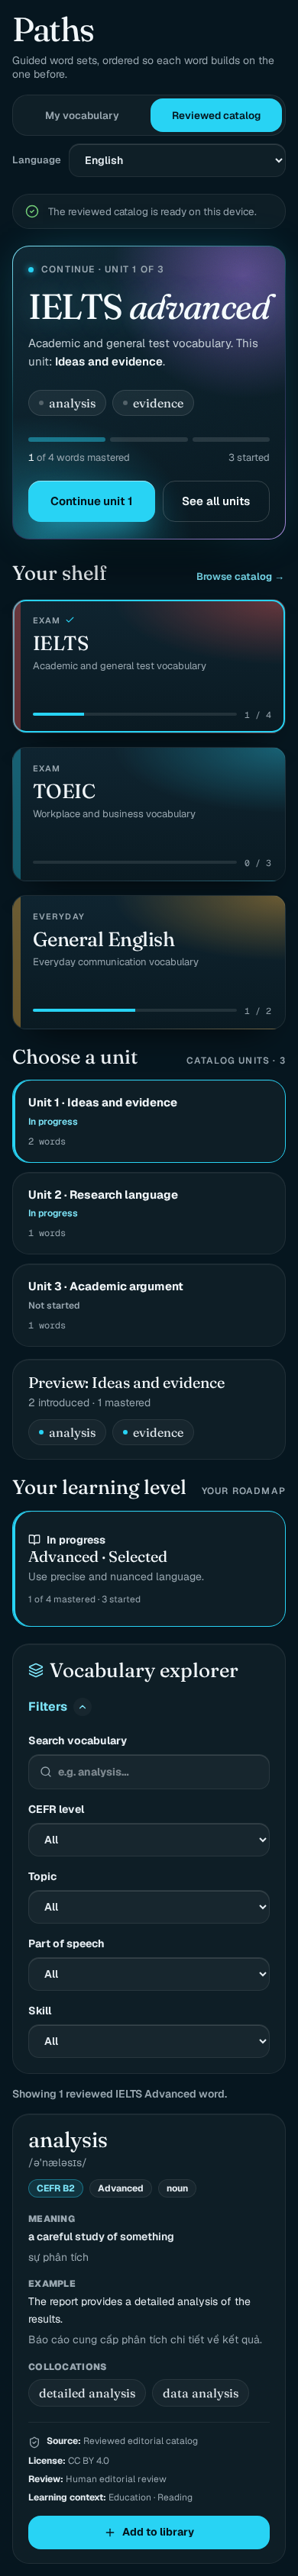 Paths
Guided word sets, ordered so each word builds on the
one before.
My vocabulary
Reviewed catalog
Language
English
The reviewed catalog is ready on this device.
CONTINUE · UNIT 1 OF 3
IELTS advanced
Academic and general test vocabulary. This
unit: Ideas and evidence.
analysis
evidence
1 of 4 words mastered
3 started
Continue unit 1
See all units
Your shelf
Browse catalog →
EXAM
IELTS
Academic and general test vocabulary
1 / 4
EXAM
TOEIC
Workplace and business vocabulary
0 / 3
EVERYDAY
General English
Everyday communication vocabulary
1 / 2
Choose a unit
CATALOG UNITS · 3
Unit 1 · Ideas and evidence
In progress
2 words
Unit 2 · Research language
In progress
1 words
Unit 3 · Academic argument
Not started
1 words
Preview: Ideas and evidence
2 introduced · 1 mastered
analysis
evidence
Your learning level
YOUR ROADMAP
In progress
Advanced · Selected
Use precise and nuanced language.
1 of 4 mastered · 3 started
Vocabulary explorer
Filters
Search vocabulary
e.g. analysis...
CEFR level
All
Topic
All
Part of speech
All
Skill
All
Showing 1 reviewed IELTS Advanced word.
analysis
/əˈnæləsɪs/
CEFR B2
Advanced
noun
MEANING
a careful study of something
sự phân tích
EXAMPLE
The report provides a detailed analysis of the
results.
Báo cáo cung cấp phân tích chi tiết về kết quả.
COLLOCATIONS
detailed analysis
data analysis
Source: Reviewed editorial catalog
License: CC BY 4.0
Review: Human editorial review
Learning context: Education · Reading
Add to library